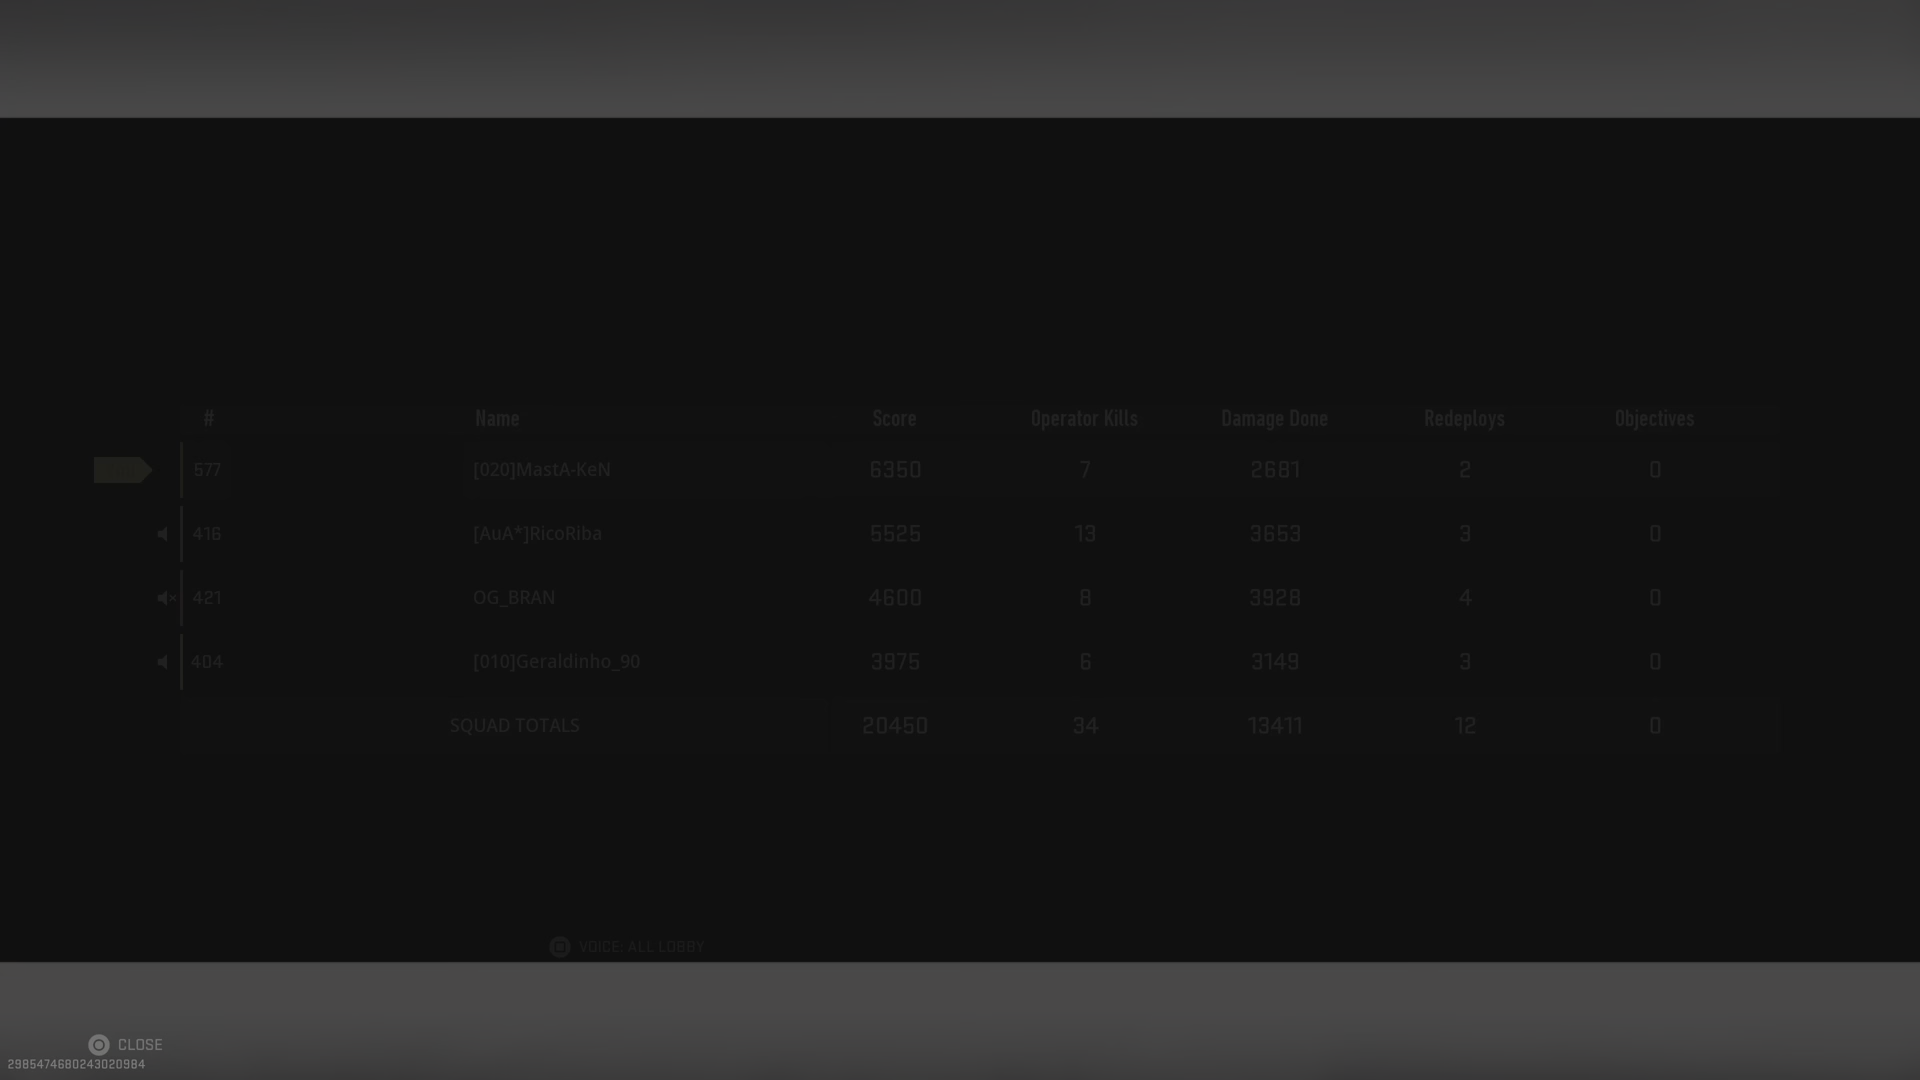 # Name Score Operator Kills Damage Done Redeploys Objectives
577 [020]MastA-KeN 6350 7 2681 2 0
416 [AuA*]RicoRiba 5525 13 3653 3 0
421 OG_BRAN 4600 8 3928 4 0
404 [010]Geraldinho_90 3975 6 3149 3 0
SQUAD TOTALS 20450 34 13411 12 0
VOICE: ALL LOBBY
CLOSE
2985474680243020984